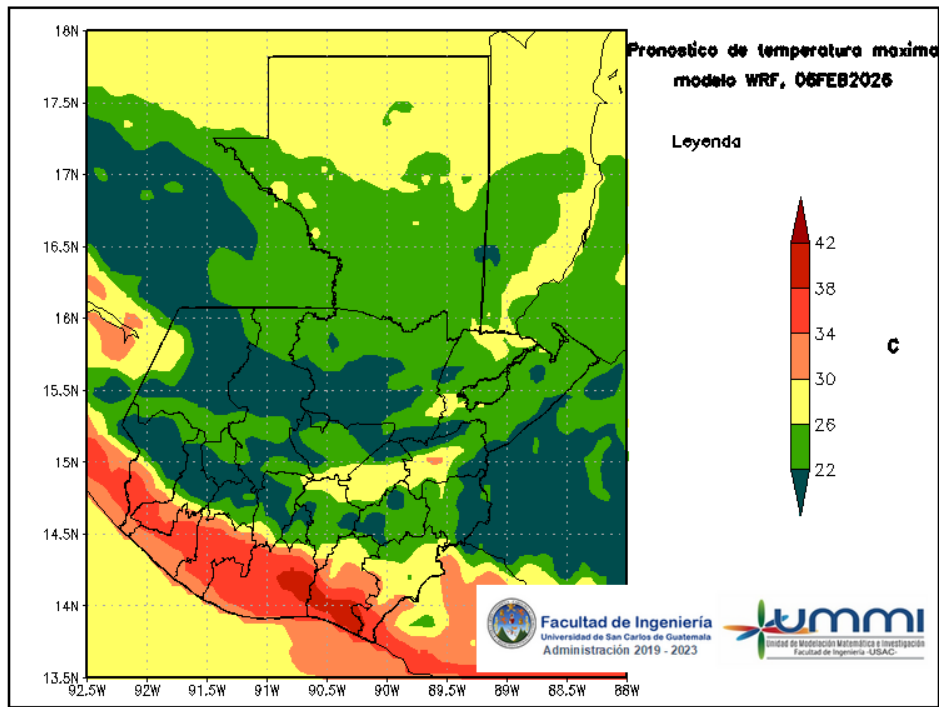 Pronostico de temperatura maxima
modelo WRF, 06FEB2026
Leyenda
42
38
34
30
26
22
C
18N
17.5N
17N
16.5N
16N
15.5N
15N
14.5N
14N
13.5N
92.5W 92W 91.5W 91W 90.5W 90W 89.5W 89W 88.5W 88W
Facultad de Ingeniería
Universidad de San Carlos de Guatemala
Administración 2019 - 2023
UMMI
Unidad de Modelación Matemática e Investigación
Facultad de Ingeniería -USAC-